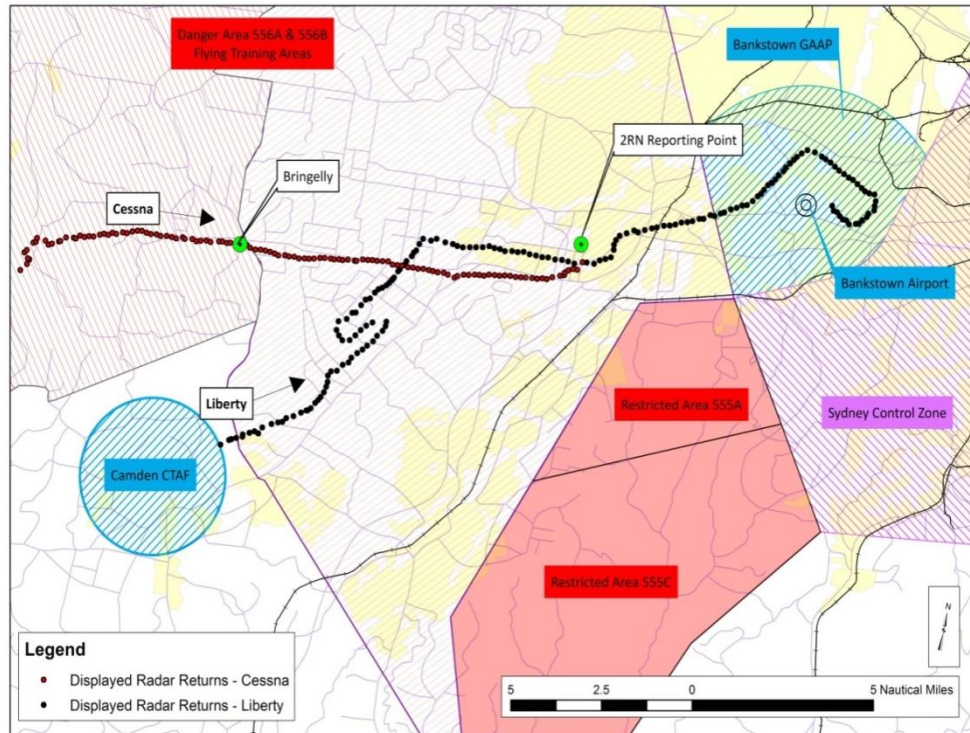 Danger Area 556A & 556B
Flying Training Areas
Bankstown GAAP
2RN Reporting Point
Bringelly
Cessna
Bankstown Airport
Liberty
Restricted Area 555A
Sydney Control Zone
Camden CTAF
Restricted Area 555C
N
Legend
Displayed Radar Returns - Cessna
Displayed Radar Returns - Liberty
5 2.5 0 5 Nautical Miles